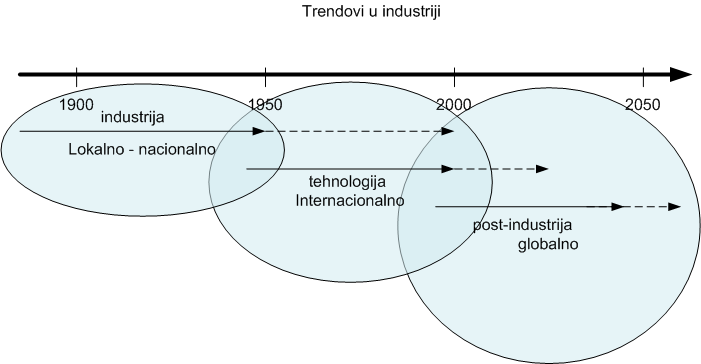 Trendovi u industriji
1900
1950
2000
2050
industrija
Lokalno - nacionalno
tehnologija
Internacionalno
post-industrija
globalno